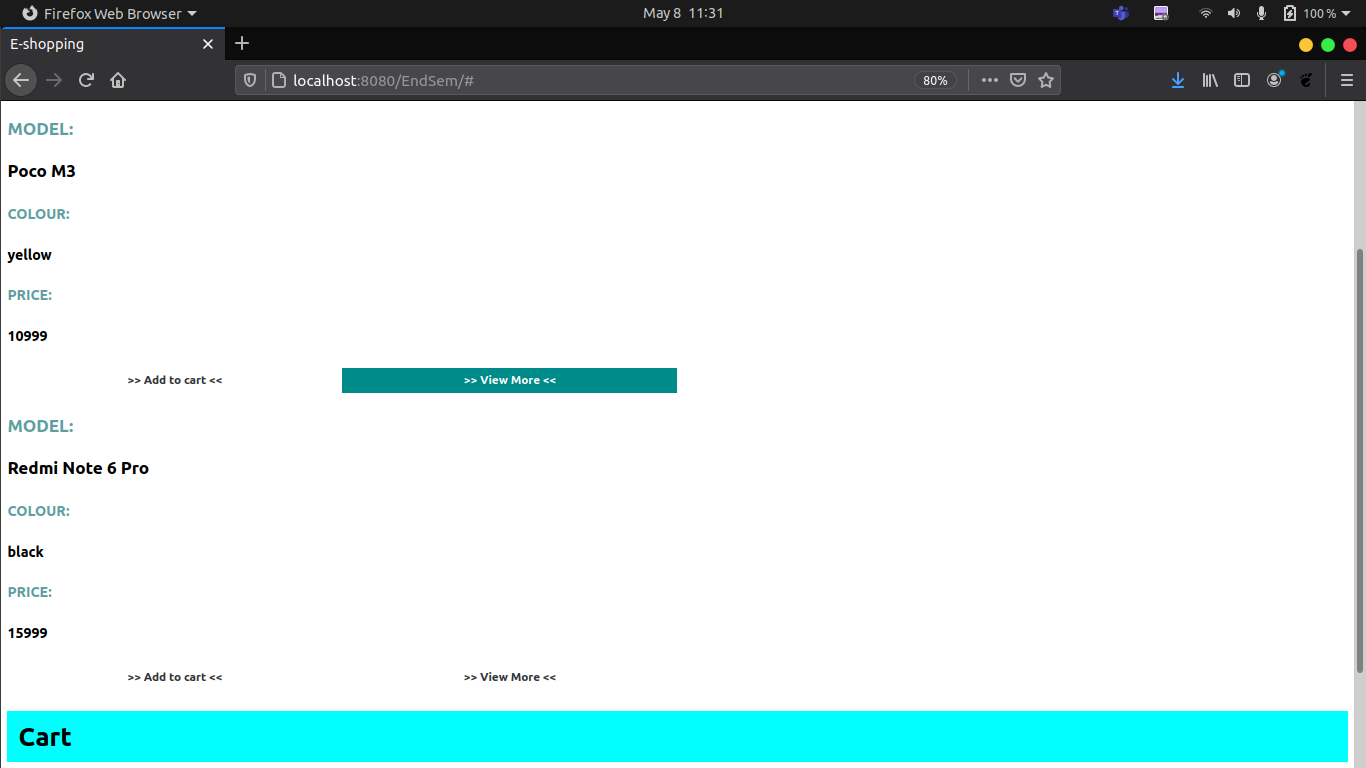 Firefox Web Browser May 8 11:31 100 %
E-shopping
localhost:8080/EndSem/# 80%
MODEL:
Poco M3
COLOUR:
yellow
PRICE:
10999
>> Add to cart << >> View More <<
MODEL:
Redmi Note 6 Pro
COLOUR:
black
PRICE:
15999
>> Add to cart << >> View More <<
Cart